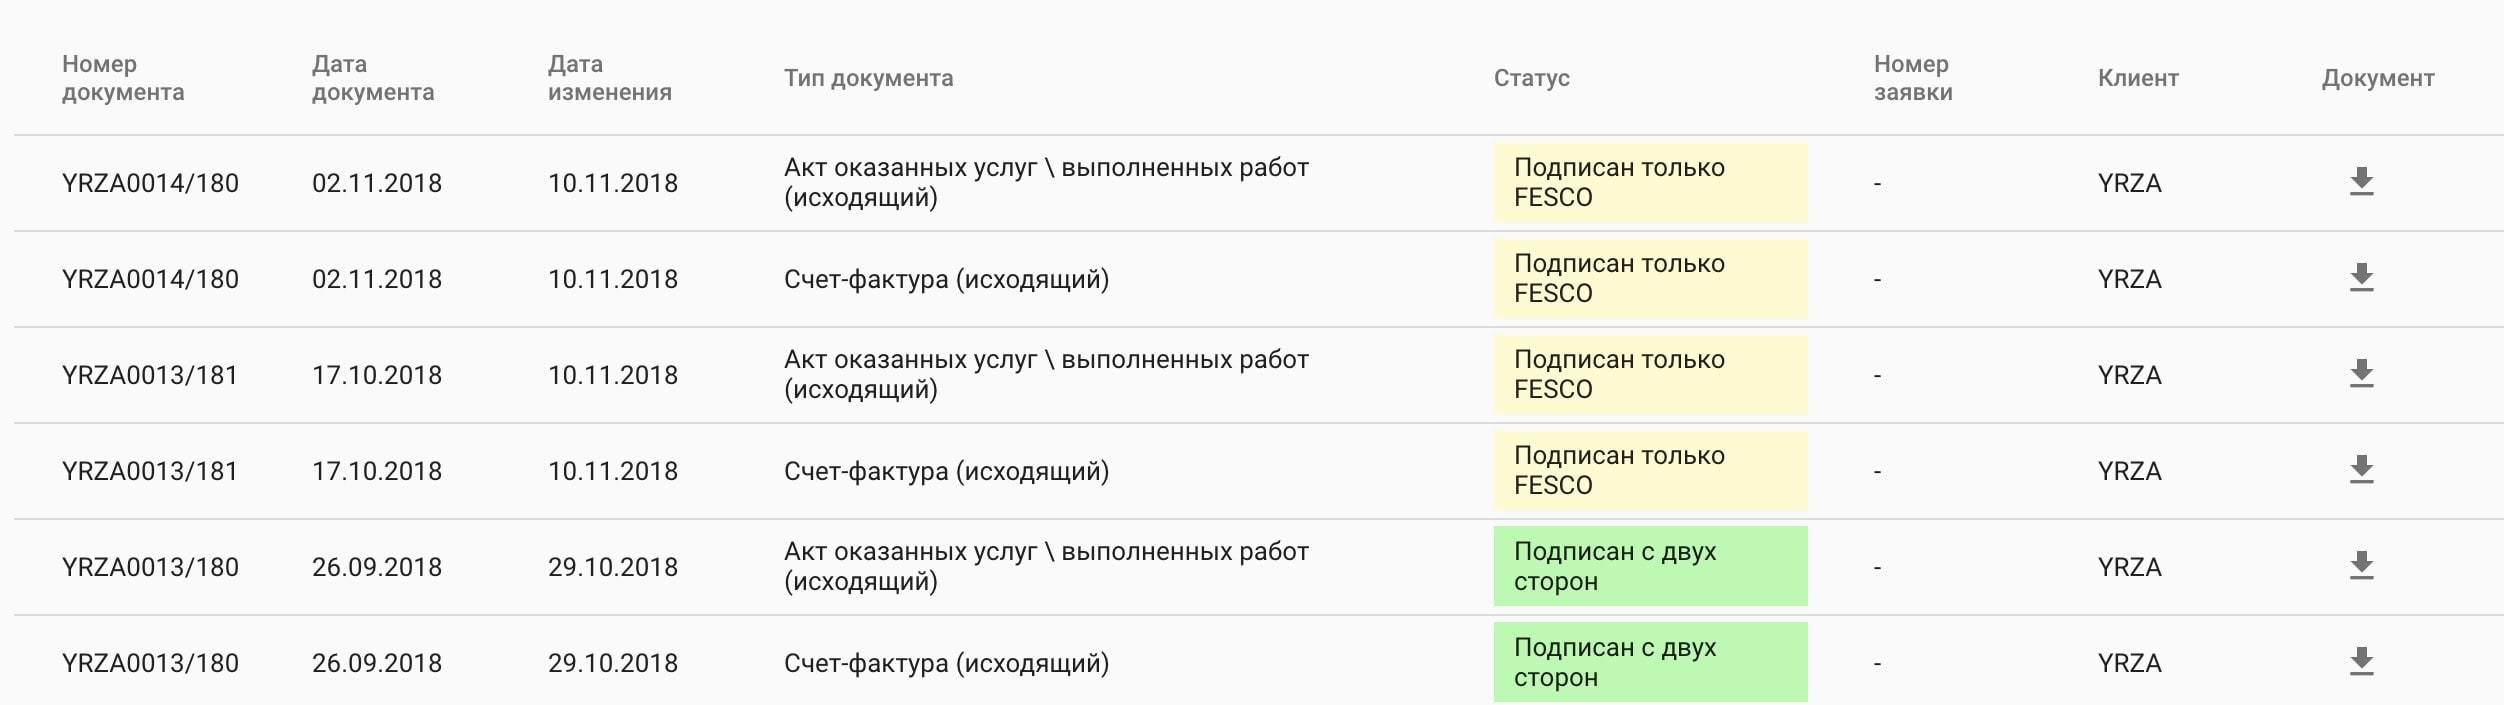 Номер
документа
Дата
документа
Дата
изменения
Тип документа
Статус
Номер
заявки
Клиент
Документ
YRZA0014/180
02.11.2018
10.11.2018
Акт оказанных услуг \ выполненных работ
(исходящий)
Подписан только
FESCO
-
YRZA
YRZA0014/180
02.11.2018
10.11.2018
Счет-фактура (исходящий)
Подписан только
FESCO
-
YRZA
YRZA0013/181
17.10.2018
10.11.2018
Акт оказанных услуг \ выполненных работ
(исходящий)
Подписан только
FESCO
-
YRZA
YRZA0013/181
17.10.2018
10.11.2018
Счет-фактура (исходящий)
Подписан только
FESCO
-
YRZA
YRZA0013/180
26.09.2018
29.10.2018
Акт оказанных услуг \ выполненных работ
(исходящий)
Подписан с двух
сторон
-
YRZA
YRZA0013/180
26.09.2018
29.10.2018
Счет-фактура (исходящий)
Подписан с двух
сторон
-
YRZA